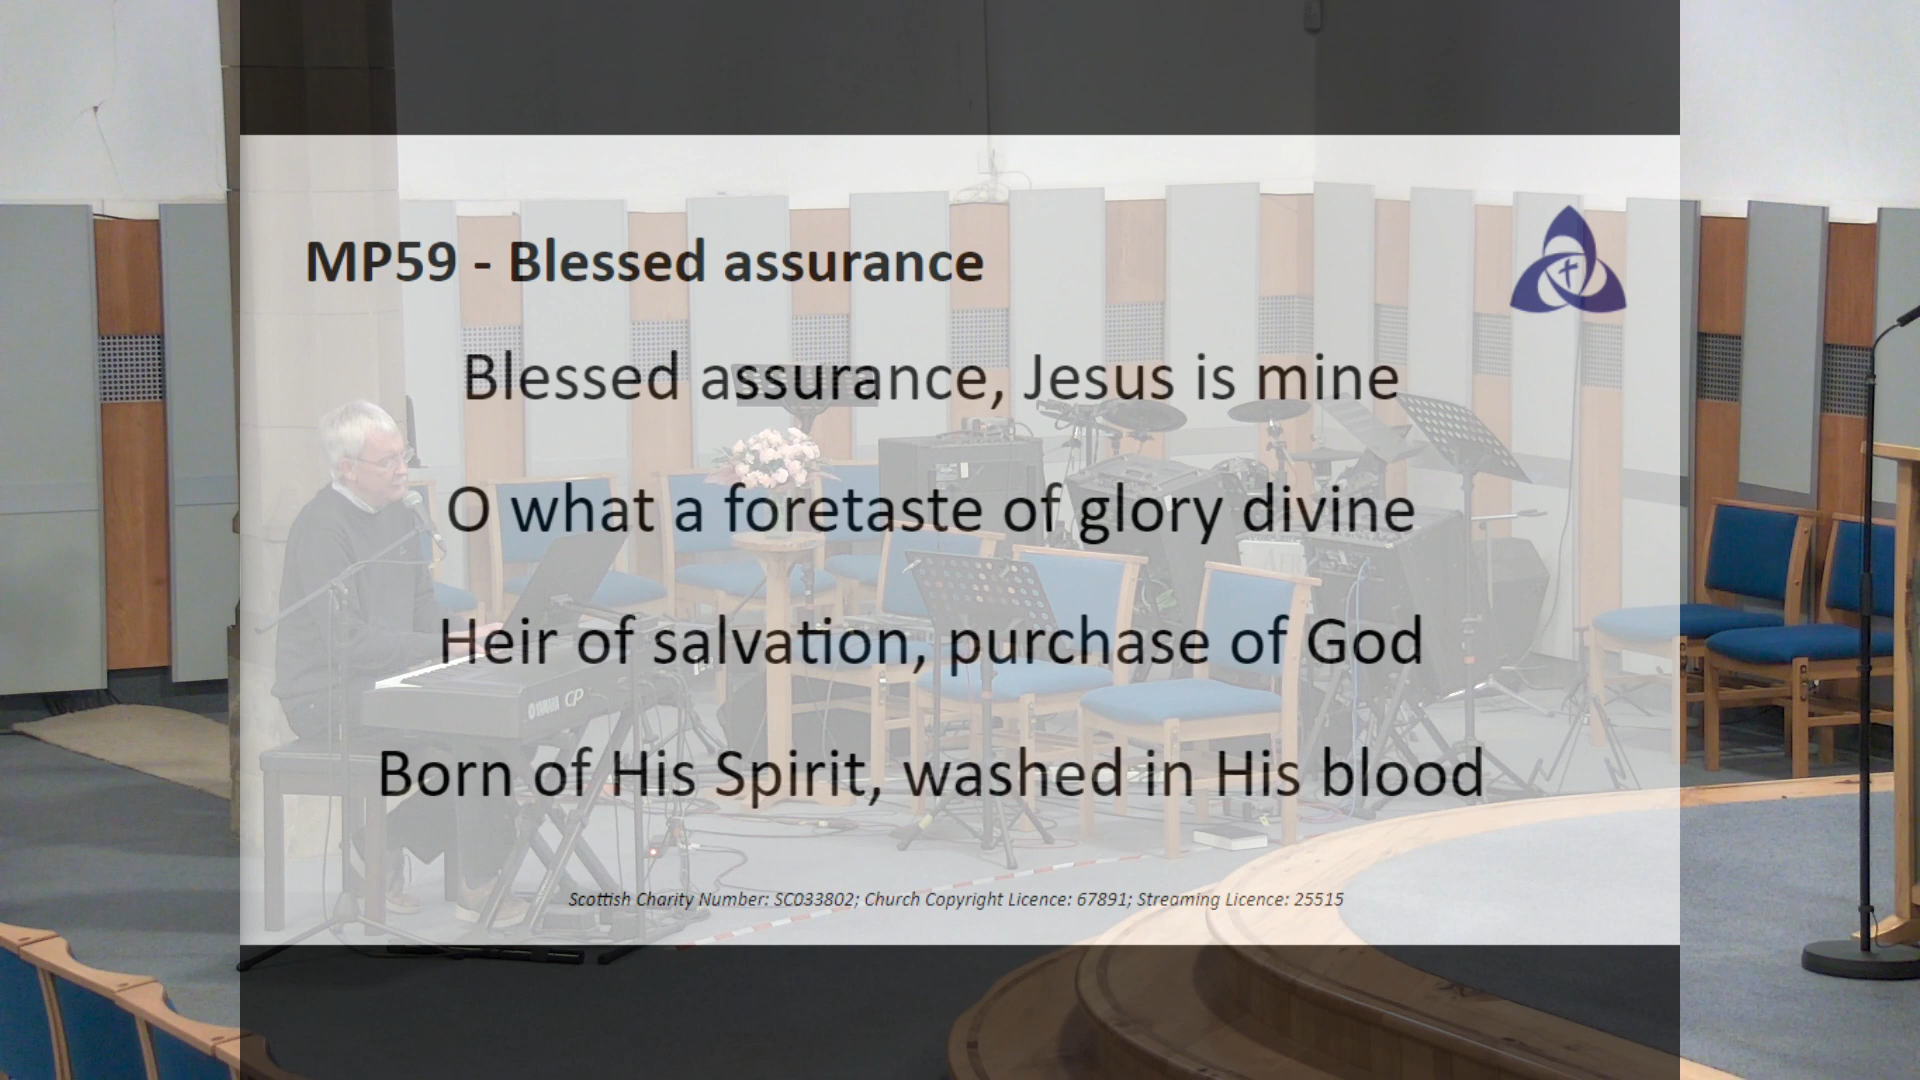 MP59 - Blessed assurance
Blessed assurance, Jesus is mine
O what a foretaste of glory divine
Heir of salvation, purchase of God
Born of His Spirit, washed in His blood
YAMAHA CP
Scottish Charity Number: SC033802; Church Copyright Licence: 67891; Streaming Licence: 25515